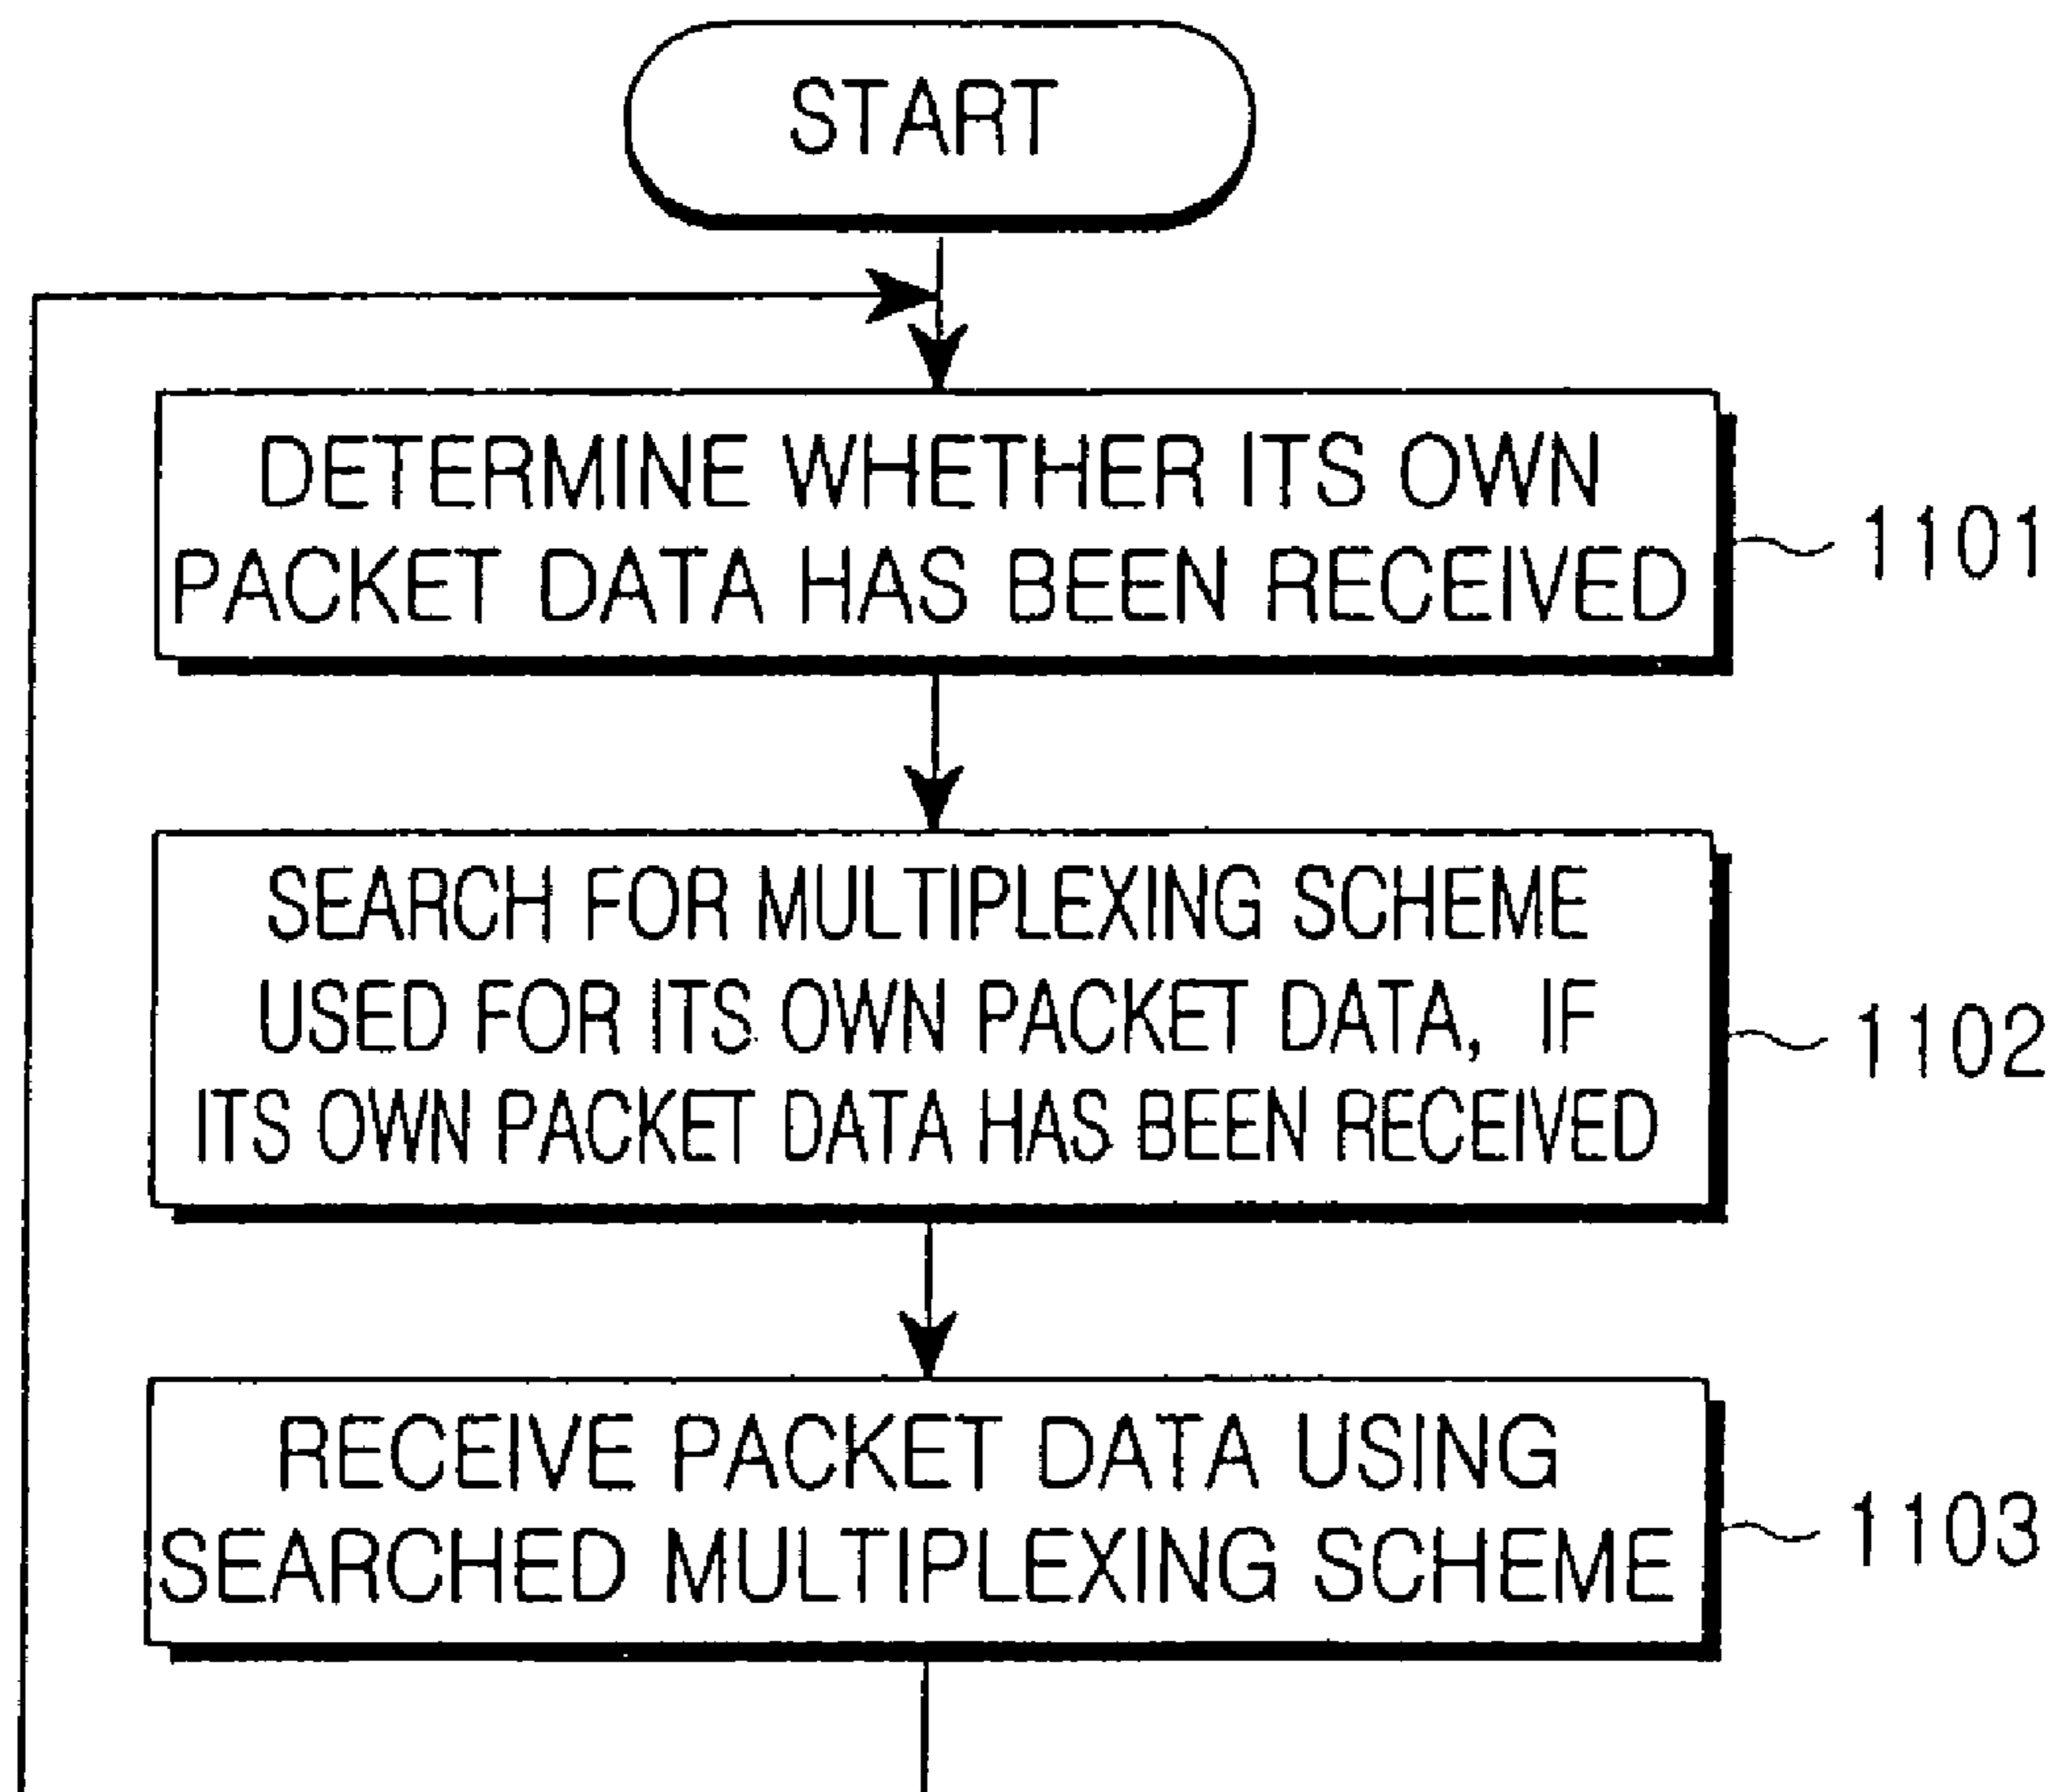 START
DETERMINE WHETHER ITS OWN
PACKET DATA HAS BEEN RECEIVED
1101
SEARCH FOR MULTIPLEXING SCHEME
USED FOR ITS OWN PACKET DATA, IF
ITS OWN PACKET DATA HAS BEEN RECEIVED
1102
RECEIVE PACKET DATA USING
SEARCHED MULTIPLEXING SCHEME
1103